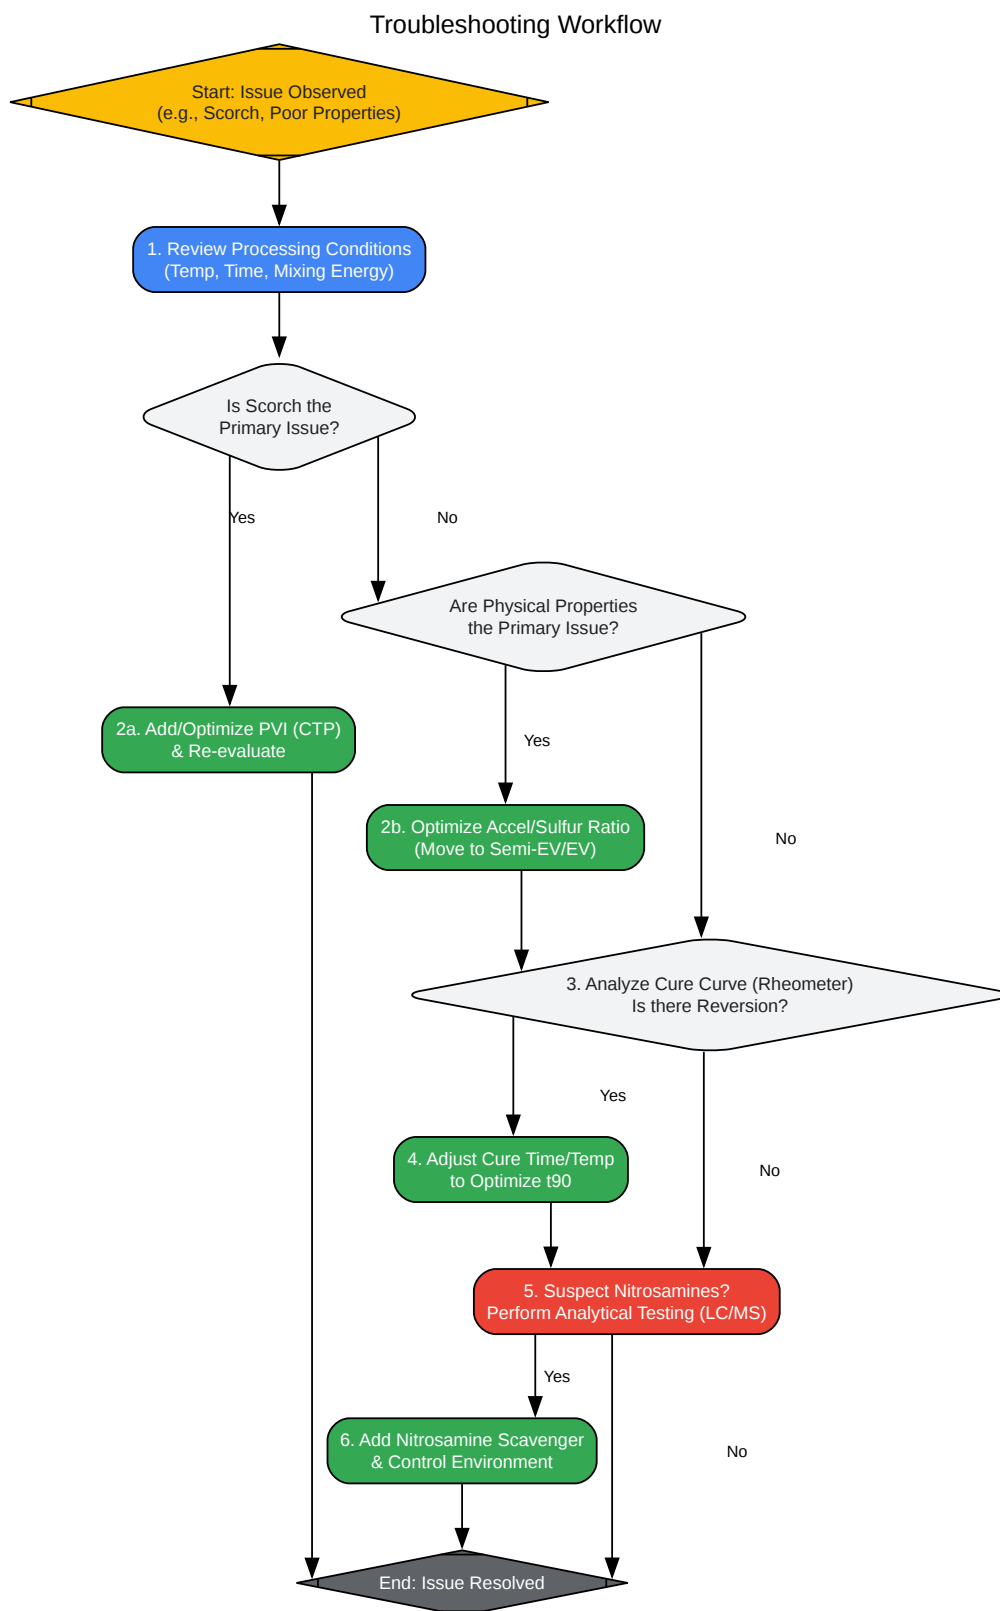 Troubleshooting Workflow
Start: Issue Observed
(e.g., Scorch, Poor Properties)
1. Review Processing Conditions
(Temp, Time, Mixing Energy)
Is Scorch the
Primary Issue?
Yes
No
Are Physical Properties
the Primary Issue?
2a. Add/Optimize PVI (CTP)
& Re-evaluate
Yes
2b. Optimize Accel/Sulfur Ratio
(Move to Semi-EV/EV)
No
3. Analyze Cure Curve (Rheometer)
Is there Reversion?
Yes
4. Adjust Cure Time/Temp
to Optimize t90
No
5. Suspect Nitrosamines?
Perform Analytical Testing (LC/MS)
Yes
6. Add Nitrosamine Scavenger
& Control Environment
No
End: Issue Resolved